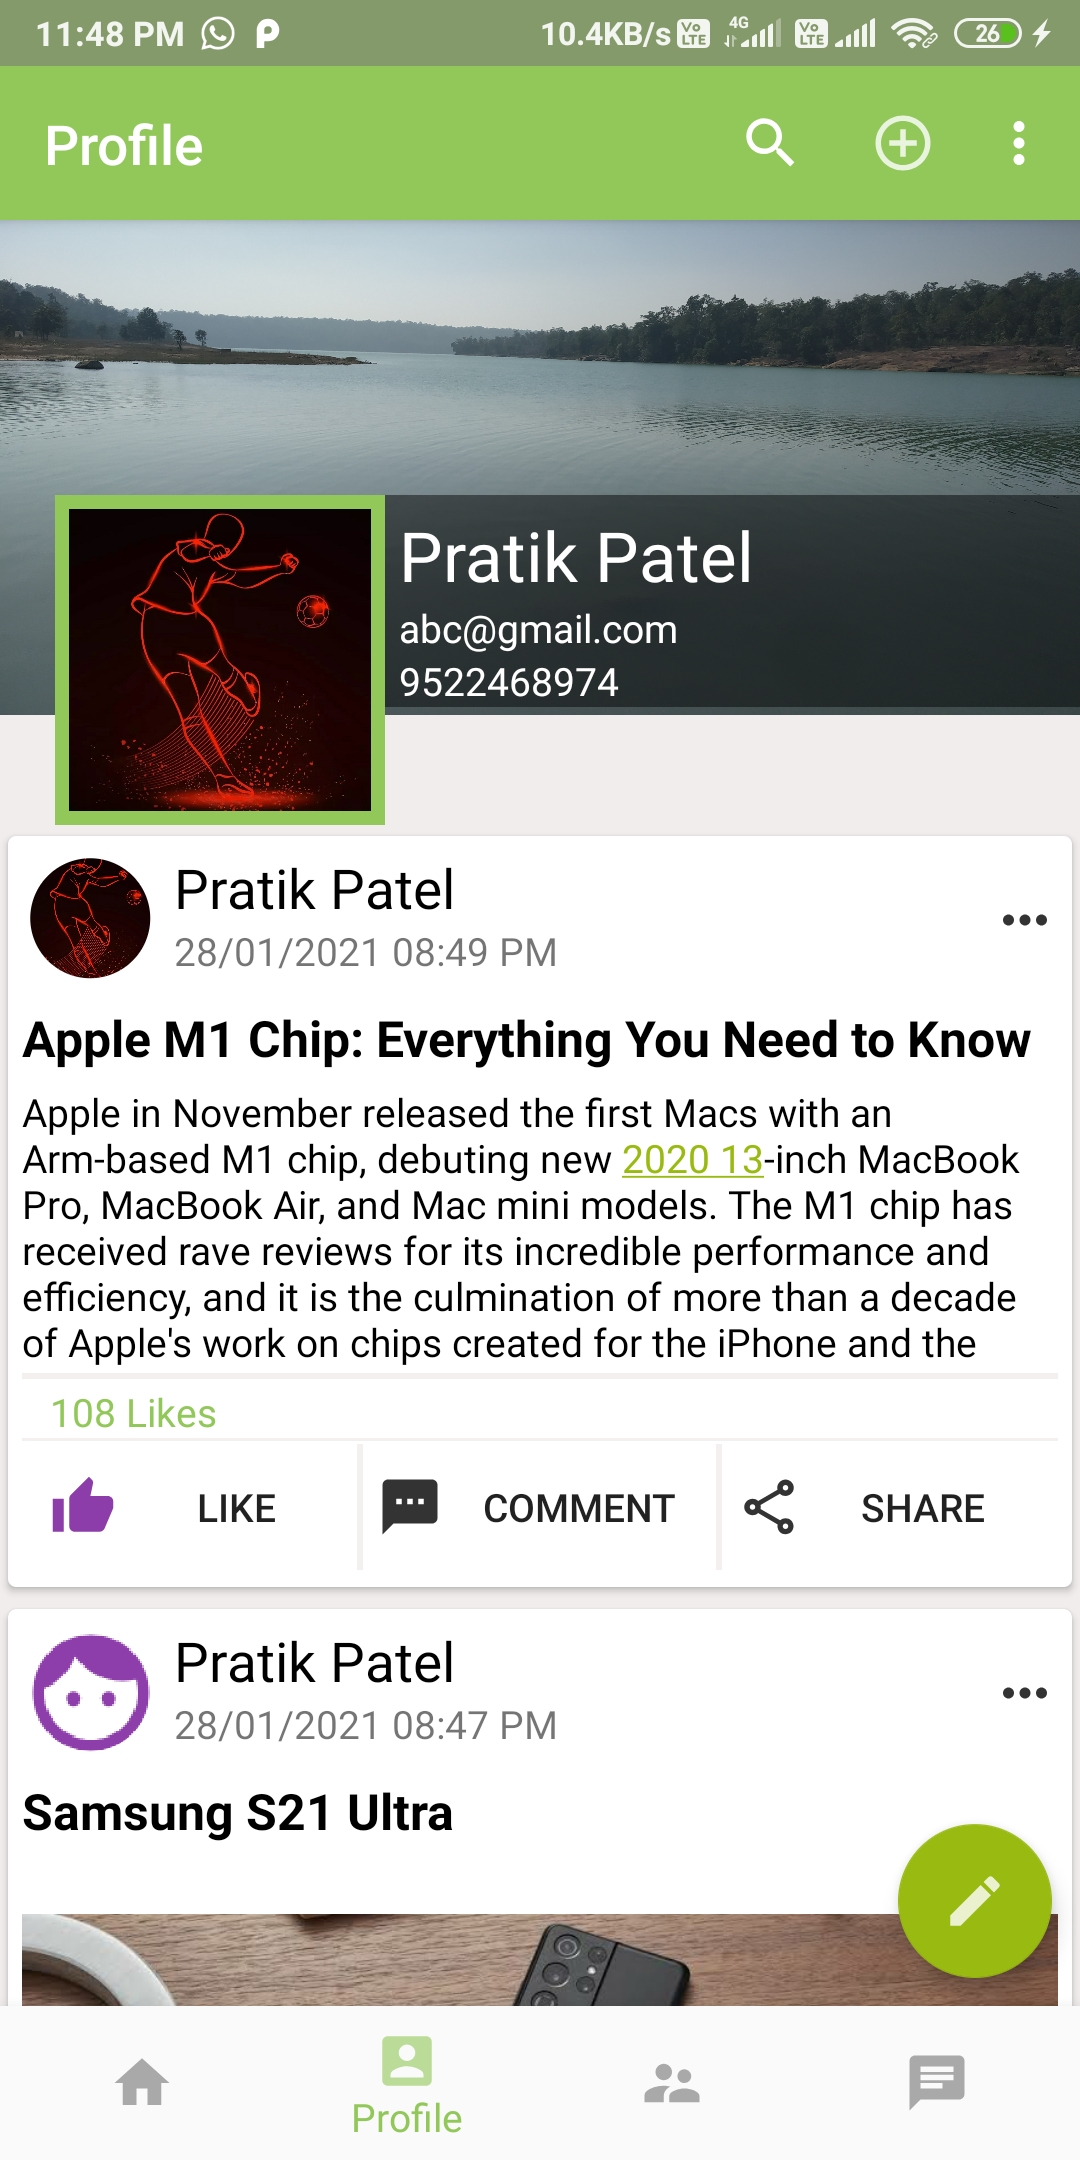 11:48 PM
10.4KB/s
Vo LTE
4G
Vo LTE
26
Profile
Pratik Patel
abc@gmail.com
9522468974
Pratik Patel
28/01/2021 08:49 PM
Apple M1 Chip: Everything You Need to Know
Apple in November released the first Macs with an
Arm-based M1 chip, debuting new 2020 13-inch MacBook
Pro, MacBook Air, and Mac mini models. The M1 chip has
received rave reviews for its incredible performance and
efficiency, and it is the culmination of more than a decade
of Apple's work on chips created for the iPhone and the
108 Likes
LIKE
COMMENT
SHARE
Pratik Patel
28/01/2021 08:47 PM
Samsung S21 Ultra
Profile